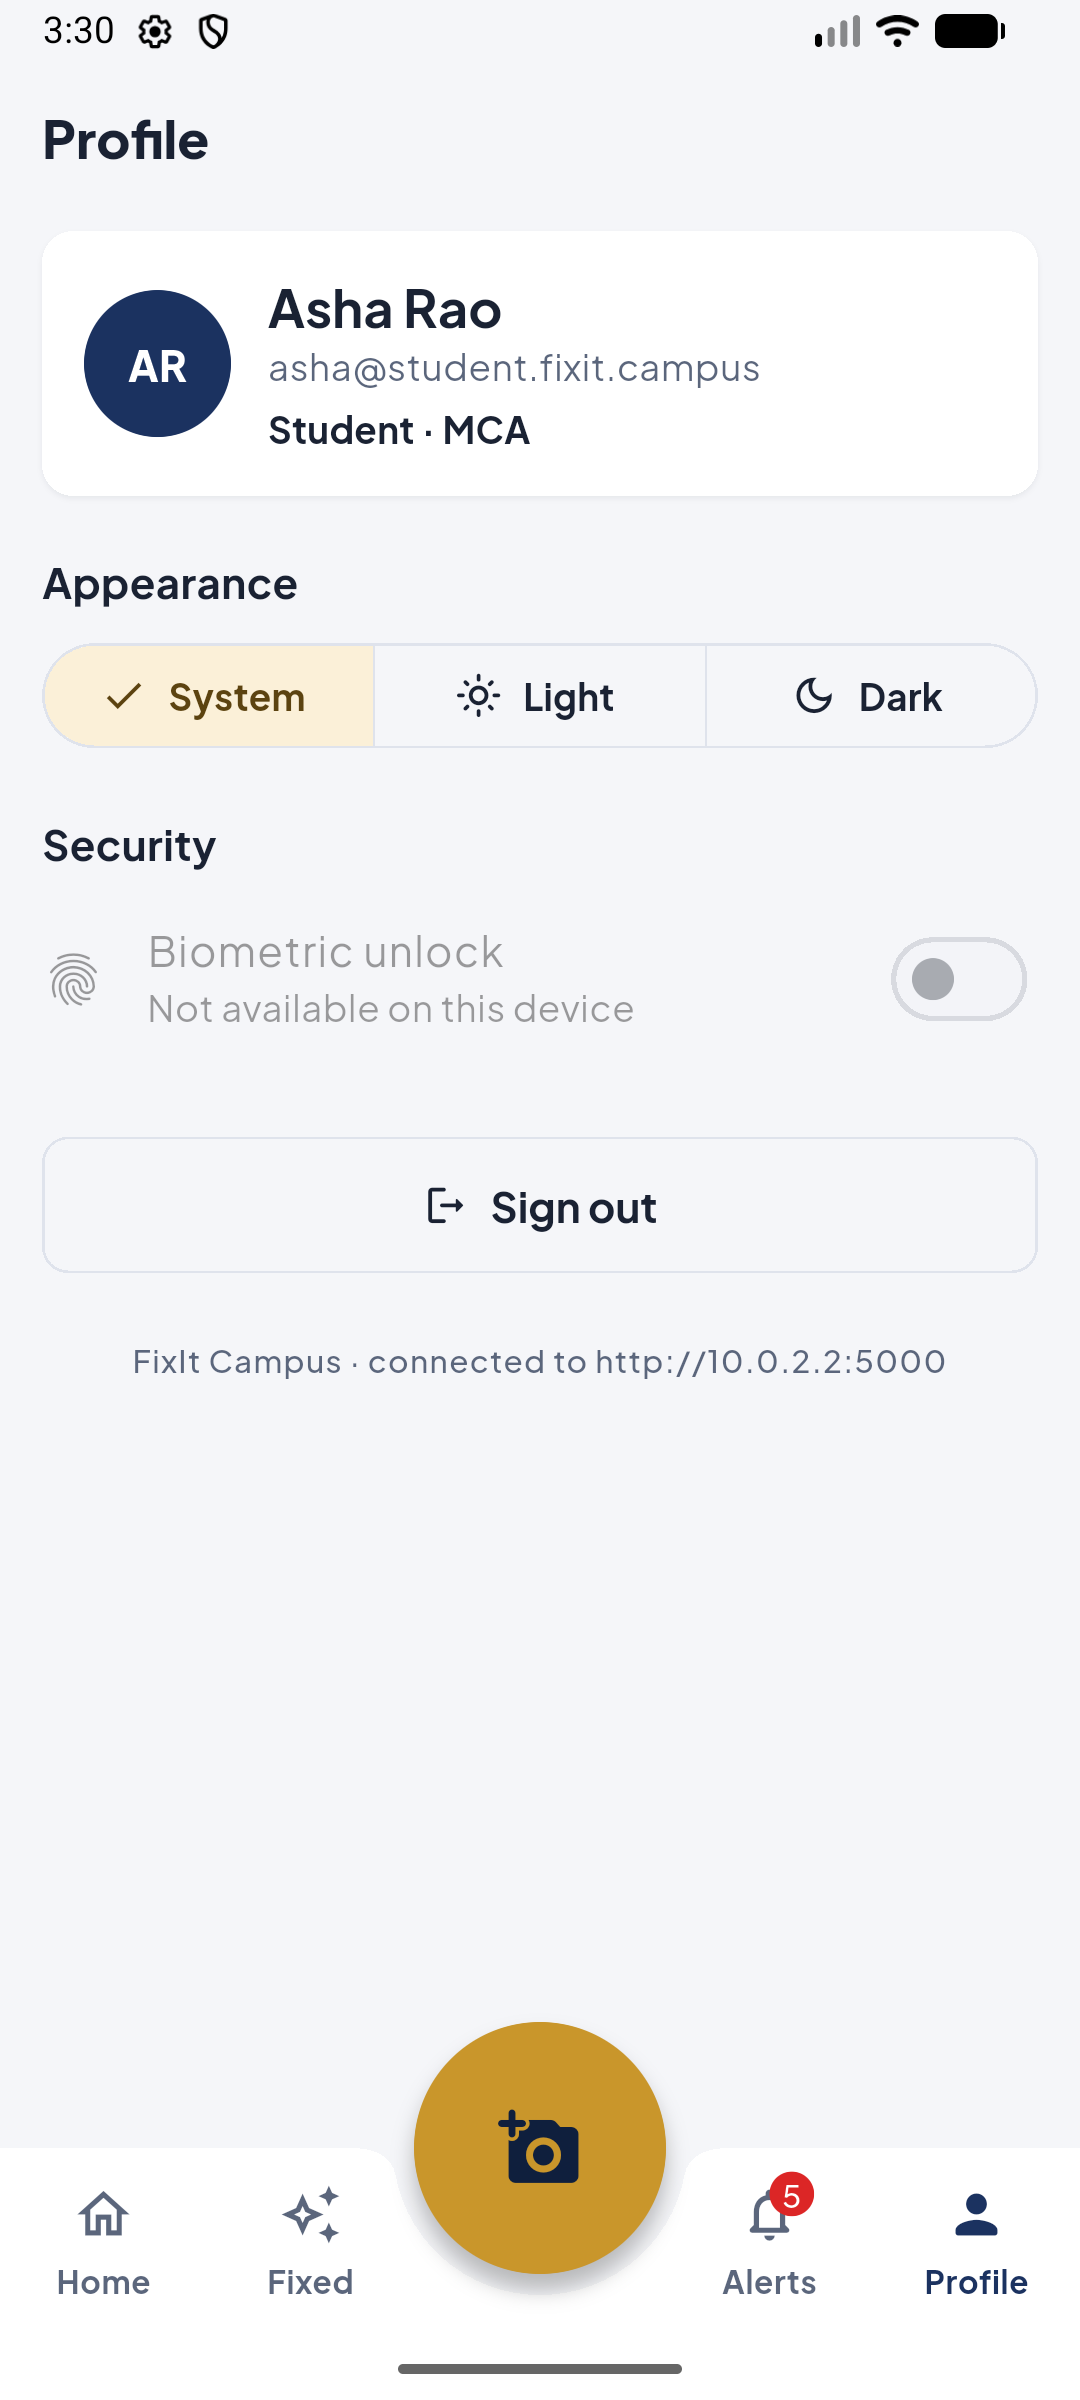 3:30
Profile
AR
Asha Rao
asha@student.fixit.campus
Student · MCA
Appearance
System
Light
Dark
Security
Biometric unlock
Not available on this device
Sign out
FixIt Campus · connected to http://10.0.2.2:5000
5
Home
Fixed
Alerts
Profile